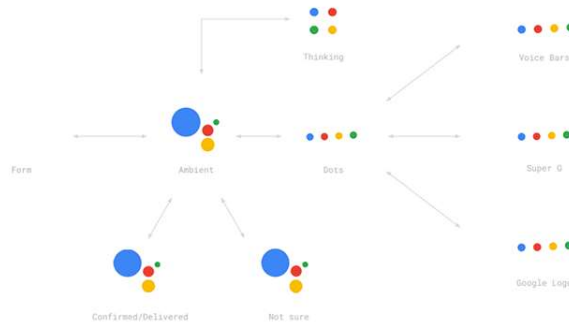 Thinking
Voice Bars
Form
Ambient
Dots
Super G
Google Logo
Confirmed/Delivered
Not sure